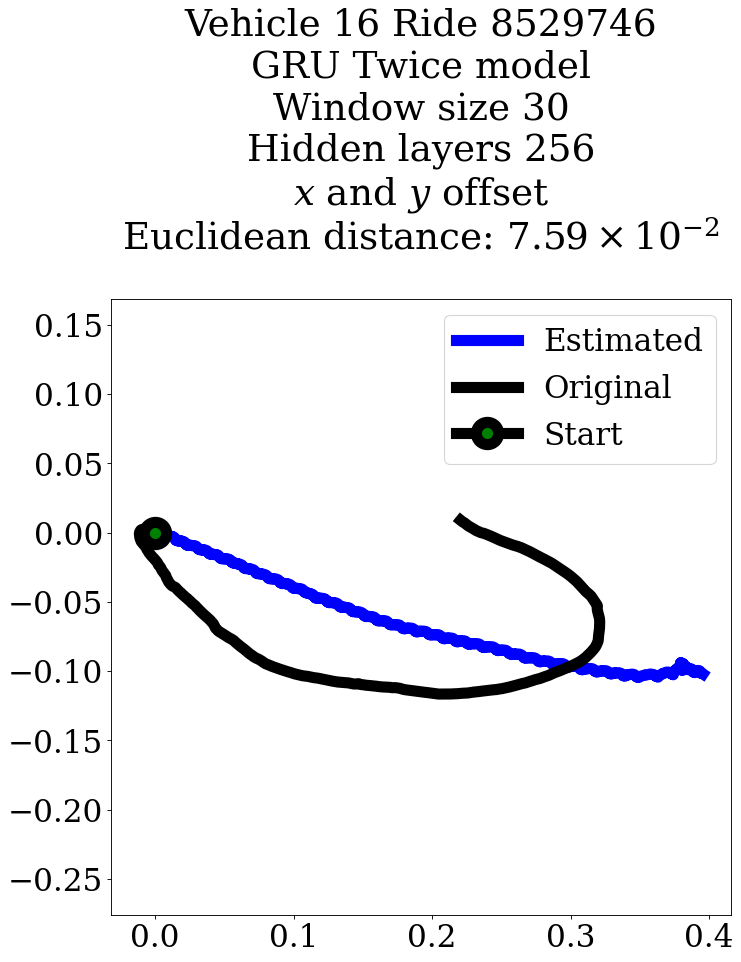 Vehicle 16 Ride 8529746
GRU Twice model
Window size 30
Hidden layers 256
x and y offset
Euclidean distance: 7.59 × 10⁻²
0.15
0.10
0.05
0.00
−0.05
−0.10
−0.15
−0.20
−0.25
Estimated
Original
Start
0.0 0.1 0.2 0.3 0.4